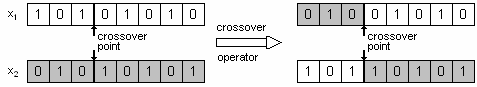 x₁ 1 0 1 0 1 0 1 0
crossover
point
x₂ 0 1 0 1 0 1 0 1
crossover
operator
0 1 0 0 1 0 1 0
crossover
point
1 0 1 1 0 1 0 1